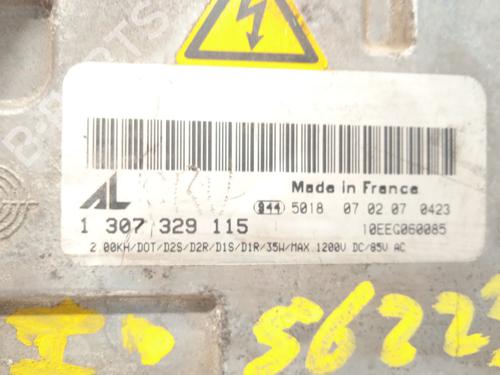 AL
Made in France
944 5018 07 02 07 0423
1 307 329 115
10EEG060085
2.00KH/DOT/D2S/D2R/D1S/D1R/35W/MAX.1200V DC/85V AC